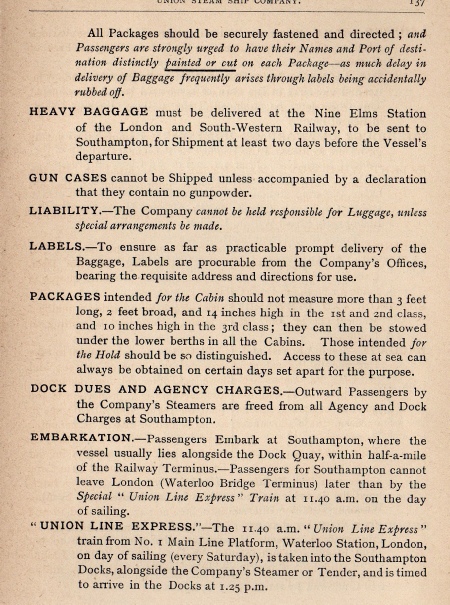 UNION STEAM SHIP COMPANY. 137
All Packages should be securely fastened and directed; and
Passengers are strongly urged to have their Names and Port of desti-
nation distinctly painted or cut on each Package—as much delay in
delivery of Baggage frequently arises through labels being accidentally
rubbed off.
HEAVY BAGGAGE must be delivered at the Nine Elms Station
of the London and South-Western Railway, to be sent to
Southampton, for Shipment at least two days before the Vessel's
departure.
GUN CASES cannot be Shipped unless accompanied by a declaration
that they contain no gunpowder.
LIABILITY.—The Company cannot be held responsible for Luggage, unless
special arrangements be made.
LABELS.—To ensure as far as practicable prompt delivery of the
Baggage, Labels are procurable from the Company's Offices,
bearing the requisite address and directions for use.
PACKAGES intended for the Cabin should not measure more than 3 feet
long, 2 feet broad, and 14 inches high in the 1st and 2nd class,
and 10 inches high in the 3rd class; they can then be stowed
under the lower berths in all the Cabins. Those intended for
the Hold should be so distinguished. Access to these at sea can
always be obtained on certain days set apart for the purpose.
DOCK DUES AND AGENCY CHARGES.—Outward Passengers by
the Company's Steamers are freed from all Agency and Dock
Charges at Southampton.
EMBARKATION.—Passengers Embark at Southampton, where the
vessel usually lies alongside the Dock Quay, within half-a-mile
of the Railway Terminus.—Passengers for Southampton cannot
leave London (Waterloo Bridge Terminus) later than by the
Special "Union Line Express" Train at 11.40 a.m. on the day
of sailing.
"UNION LINE EXPRESS."—The 11.40 a.m. "Union Line Express"
train from No. 1 Main Line Platform, Waterloo Station, London,
on day of sailing (every Saturday), is taken into the Southampton
Docks, alongside the Company's Steamer or Tender, and is timed
to arrive in the Docks at 1.25 p.m.